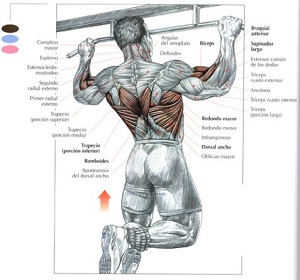 Complexo
mayor
Esplenio
Esternocleido-
mastoideo
Segundo
radial externo
Primer radial
externo
Trapecio
(porción superior)
Trapecio
(porción media)
Trapecio
(porción inferior)
Romboides
Aponeurosis
del dorsal ancho
Angular
del omóplato
Deltoides
Bíceps
Redondo mayor
Redondo menor
Infraespinoso
Dorsal ancho
Oblicuo mayor
Braquial
anterior
Supinador
largo
Extensor común
de los dedos
Tríceps
(vasto interno)
Ancóneo
Tríceps (vasto externo)
Tríceps
(porción larga)